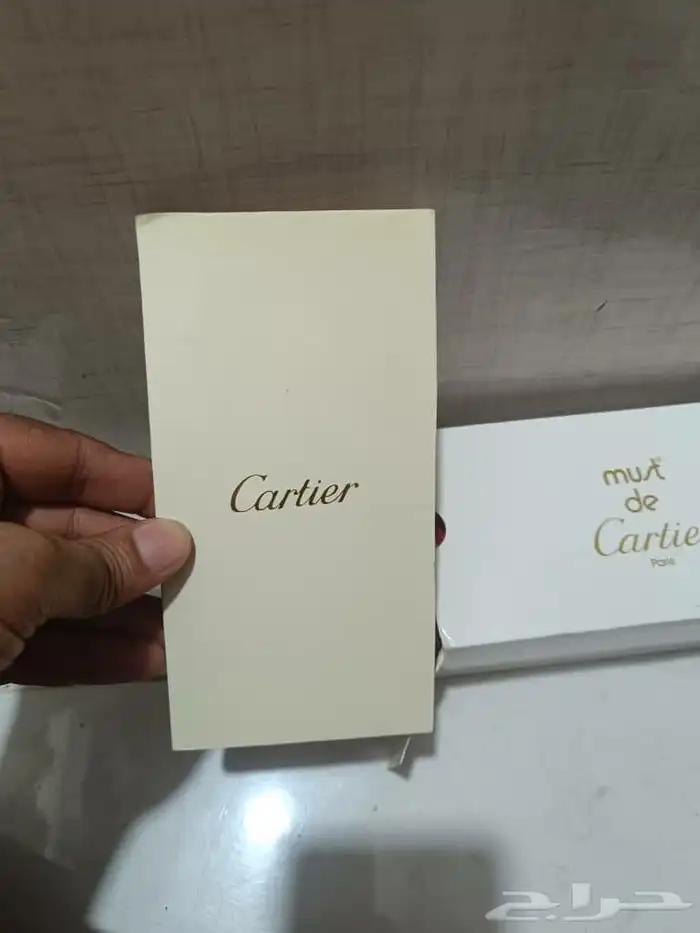 Cartier
must
de
Cartie
Paris
حراج